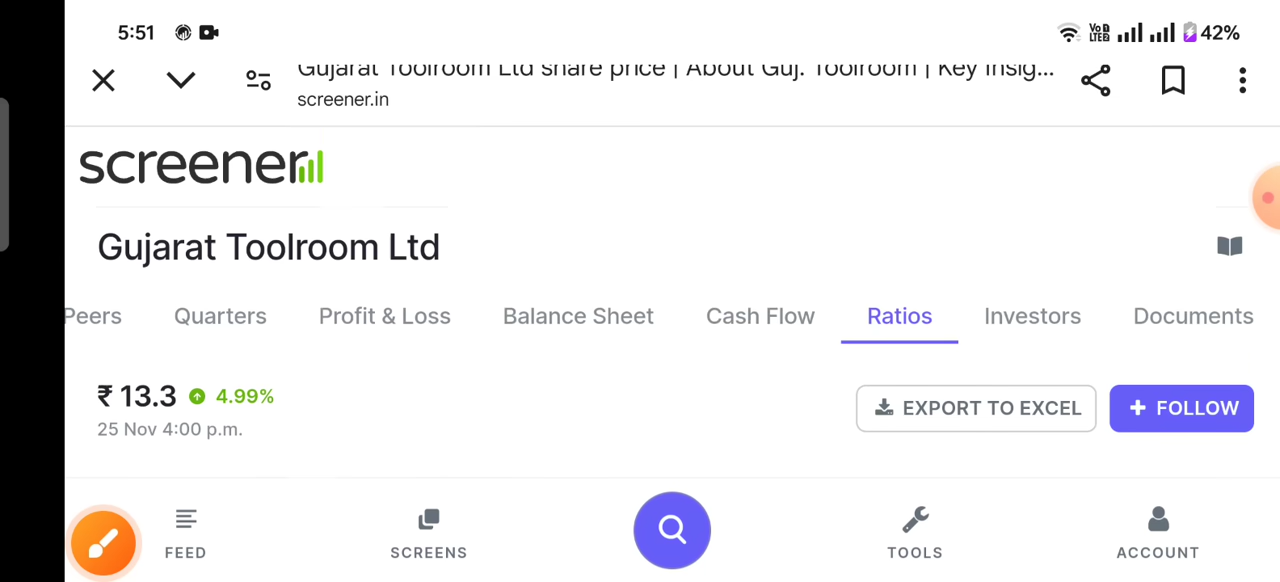 5:51 Vo LTE2 42%
Gujarat Toolroom Ltd share price | About Guj. Toolroom | Key Insig...
screener.in
screener
Gujarat Toolroom Ltd
Peers Quarters Profit & Loss Balance Sheet Cash Flow Ratios Investors Documents
₹ 13.3 4.99% EXPORT TO EXCEL + FOLLOW
25 Nov 4:00 p.m.
FEED SCREENS TOOLS ACCOUNT